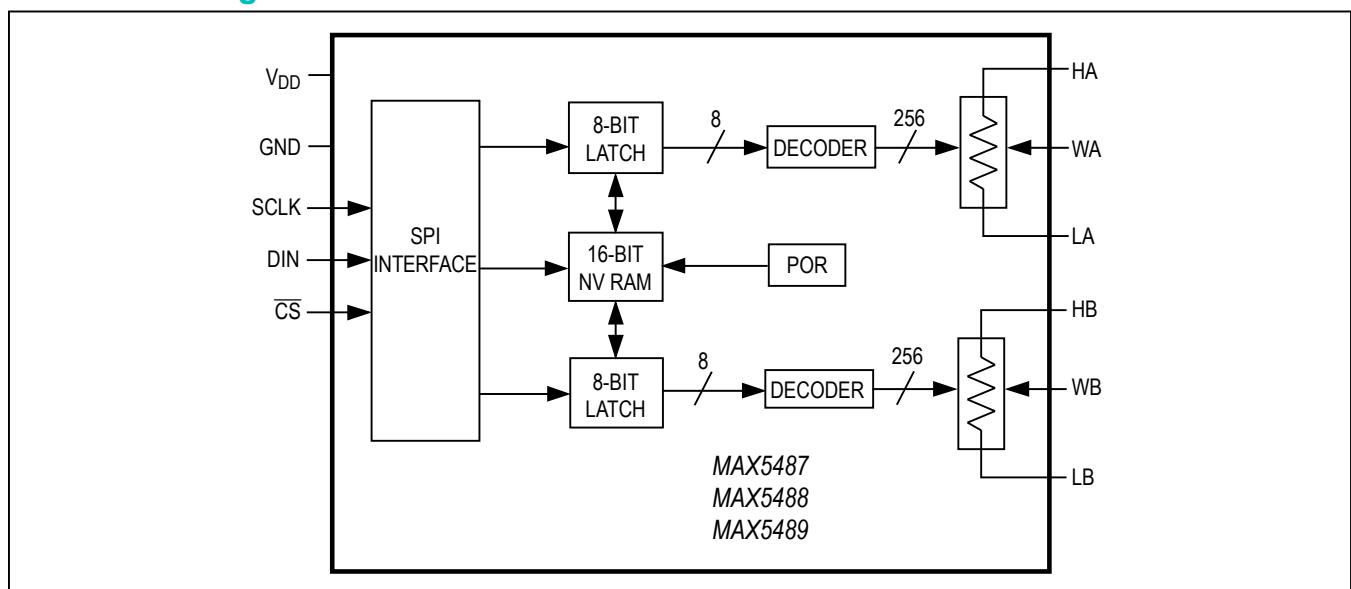 VDD
GND
SCLK
DIN
CS
SPI
INTERFACE
8-BIT
LATCH
8
DECODER
256
HA
WA
LA
16-BIT
NV RAM
POR
8-BIT
LATCH
8
DECODER
256
HB
WB
LB
MAX5487
MAX5488
MAX5489